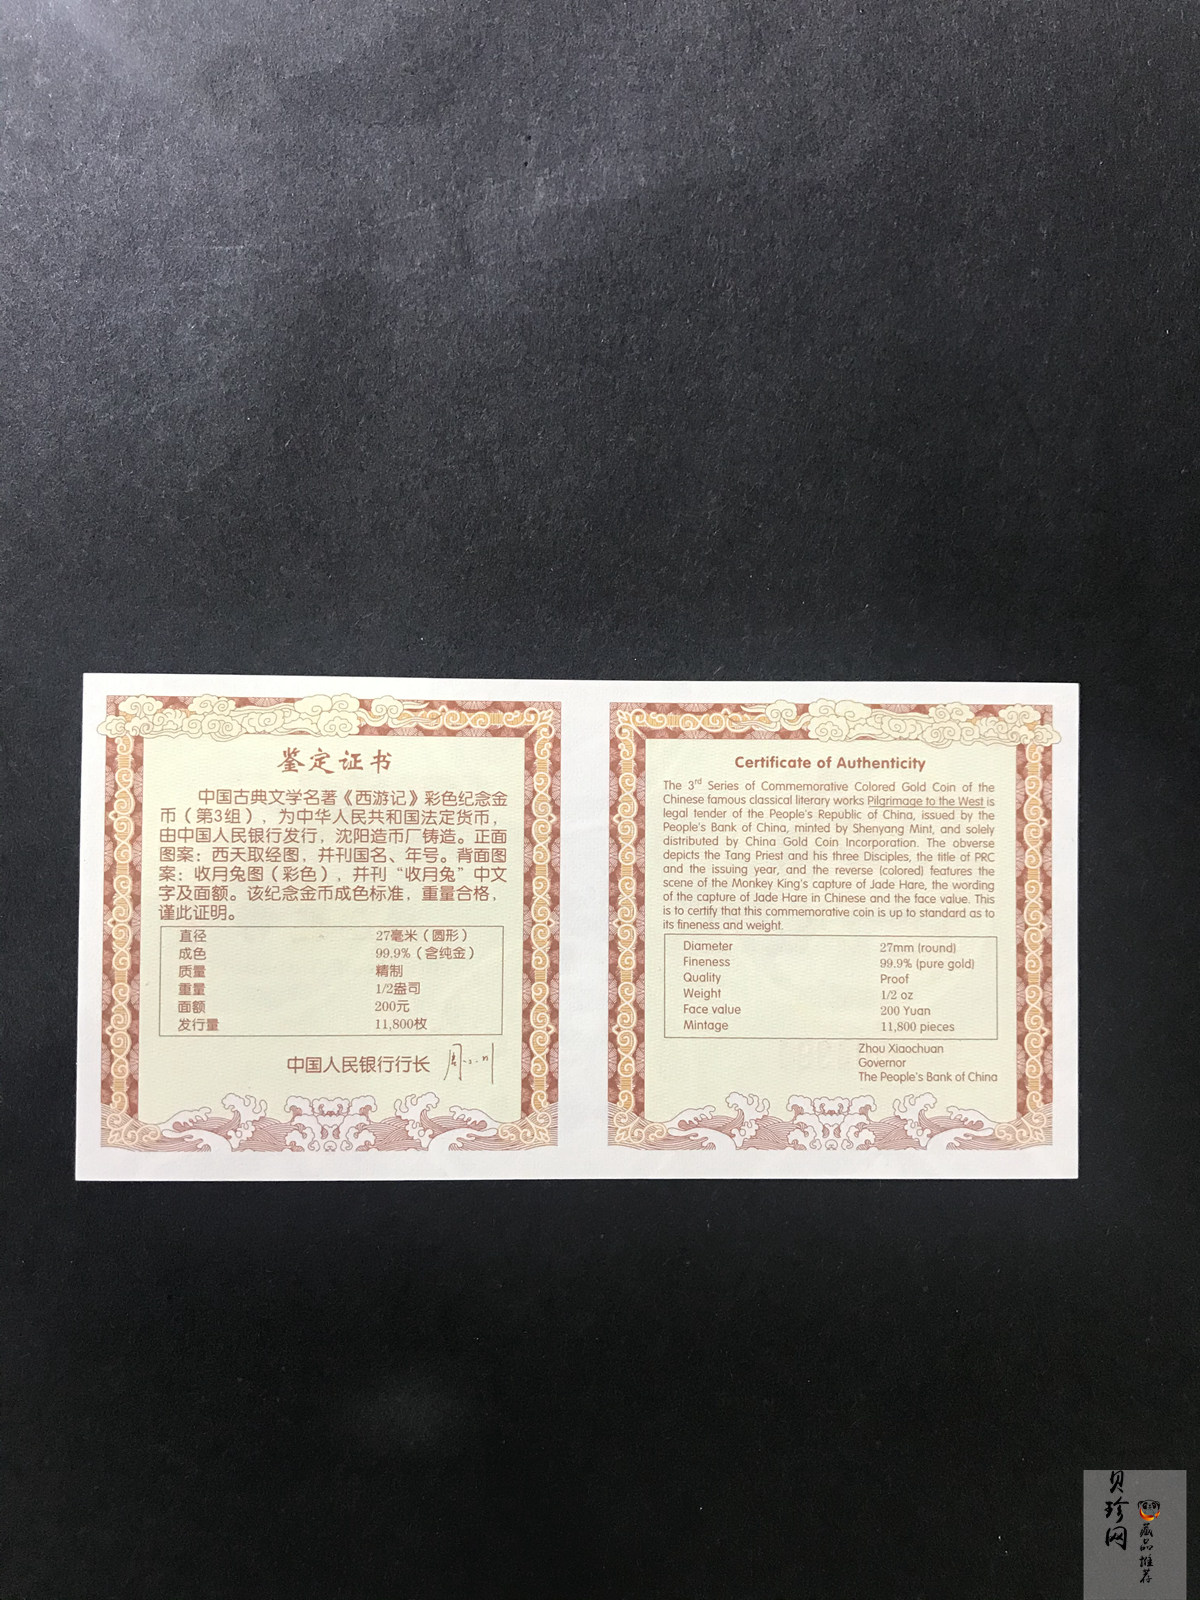 鉴定证书
中国古典文学名著《西游记》彩色纪念金
币（第3组），为中华人民共和国法定货币，
由中国人民银行发行，沈阳造币厂铸造。正面
图案：西天取经图，并刊国名、年号。背面图
案：收月兔图（彩色），并刊“收月兔”中文
字及面额。该纪念金币成色标准，重量合格，
谨此证明。
直径 27毫米（圆形）
成色 99.9%（含纯金）
质量 精制
重量 1/2盎司
面额 200元
发行量 11,800枚
中国人民银行行长
Certificate of Authenticity
The 3rd Series of Commemorative Colored Gold Coin of the
Chinese famous classical literary works Pilgrimage to the West is
legal tender of the People's Republic of China, issued by the
People's Bank of China, minted by Shenyang Mint, and solely
distributed by China Gold Coin Incorporation. The obverse
depicts the Tang Priest and his three Disciples, the title of PRC
and the issuing year, and the reverse (colored) features the
scene of the Monkey King's capture of Jade Hare, the wording
of the capture of Jade Hare in Chinese and the face value. This
is to certify that this commemorative coin is up to standard as to
its fineness and weight.
Diameter 27mm (round)
Fineness 99.9% (pure gold)
Quality Proof
Weight 1/2 oz
Face value 200 Yuan
Mintage 11,800 pieces
Zhou Xiaochuan
Governor
The People's Bank of China
贝珍网
藏品推荐